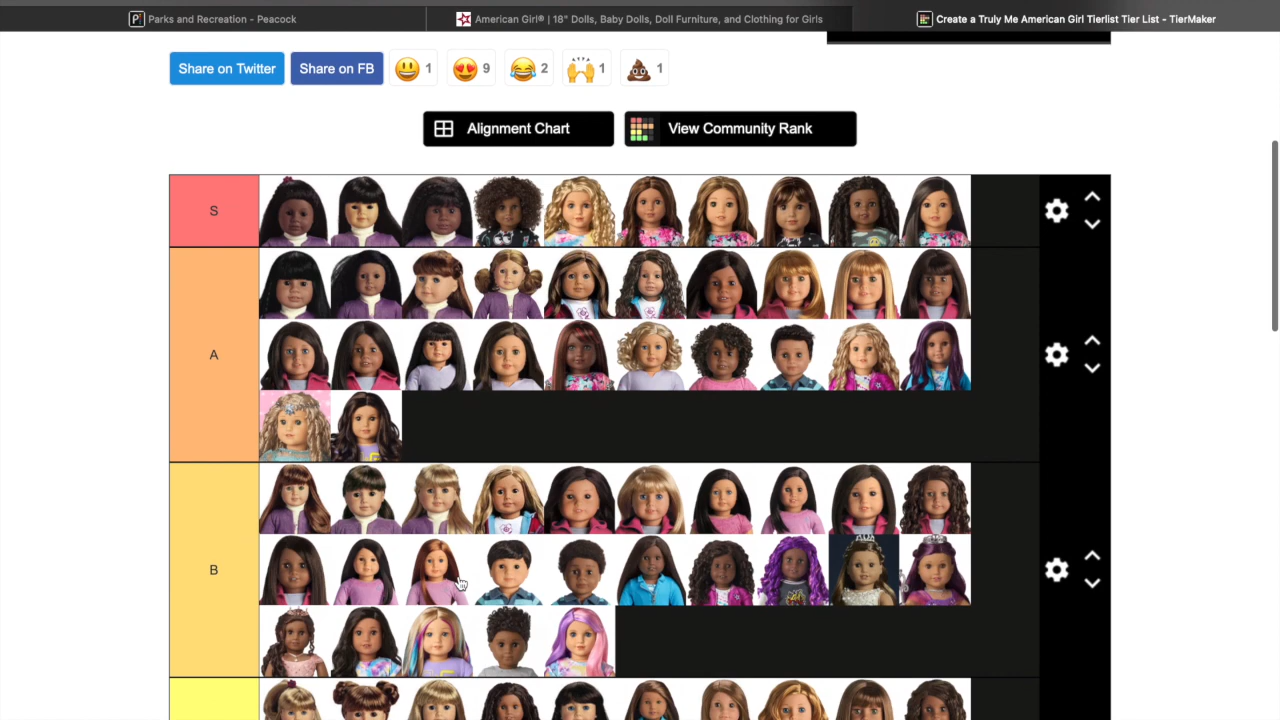 Parks and Recreation - Peacock
American Girl® | 18" Dolls, Baby Dolls, Doll Furniture, and Clothing for Girls
Create a Truly Me American Girl Tierlist Tier List - TierMaker
Share on Twitter
Share on FB
1
9
2
1
1
Alignment Chart
View Community Rank
S
A
B